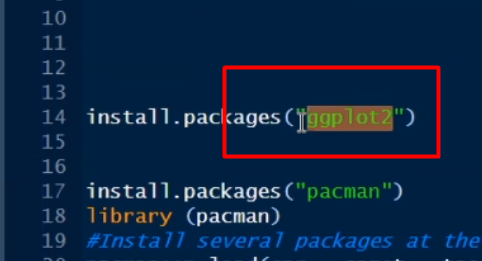 10
11
12
13
14 install.packages("ggplot2")
15
16
17 install.packages("pacman")
18 library (pacman)
19 #Install several packages at the